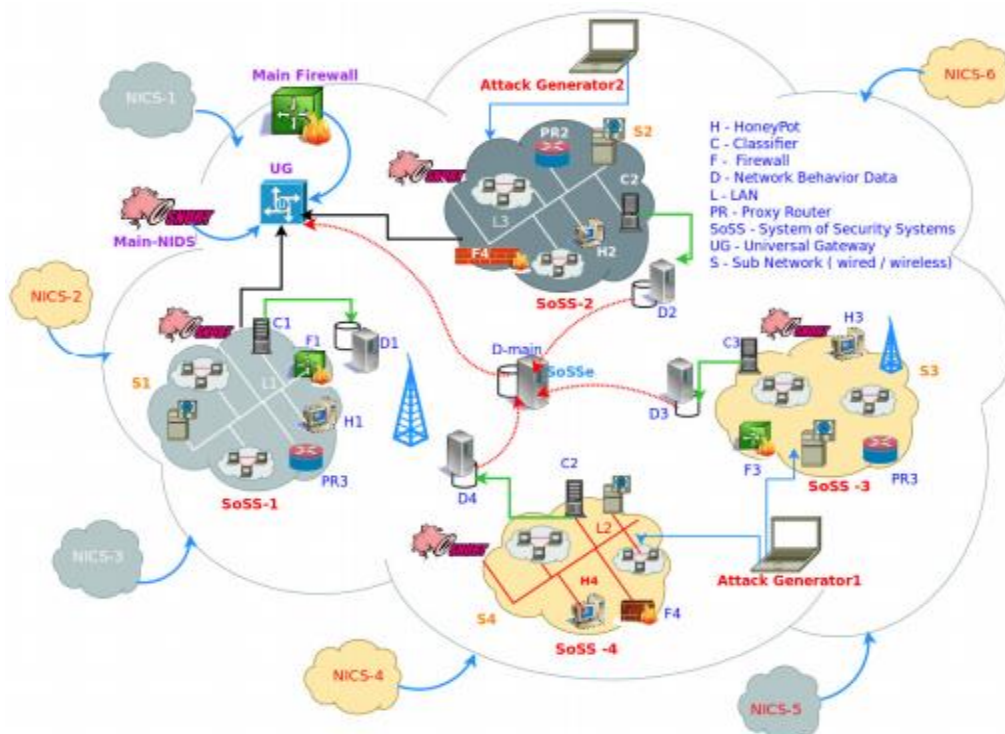 Main Firewall
NICS-1
Attack Generator2
NICS-6
H - HoneyPot
C - Classifier
F - Firewall
D - Network Behavior Data
L - LAN
PR - Proxy Router
SoSS - System of Security Systems
UG - Universal Gateway
S - Sub Network ( wired / wireless)
PR2
S2
UG
C2
L3
Main-NIDS
F4
H2
NICS-2
SoSS-2
D2
C1
D1
F1
S1
L1
H1
PR3
SoSS-1
D-main
SoSSe
D3
C3
H3
S3
F3
PR3
SoSS -3
D4
C2
L2
NICS-3
H4
S4
F4
SoSS -4
Attack Generator1
NICS-4
NICS-5